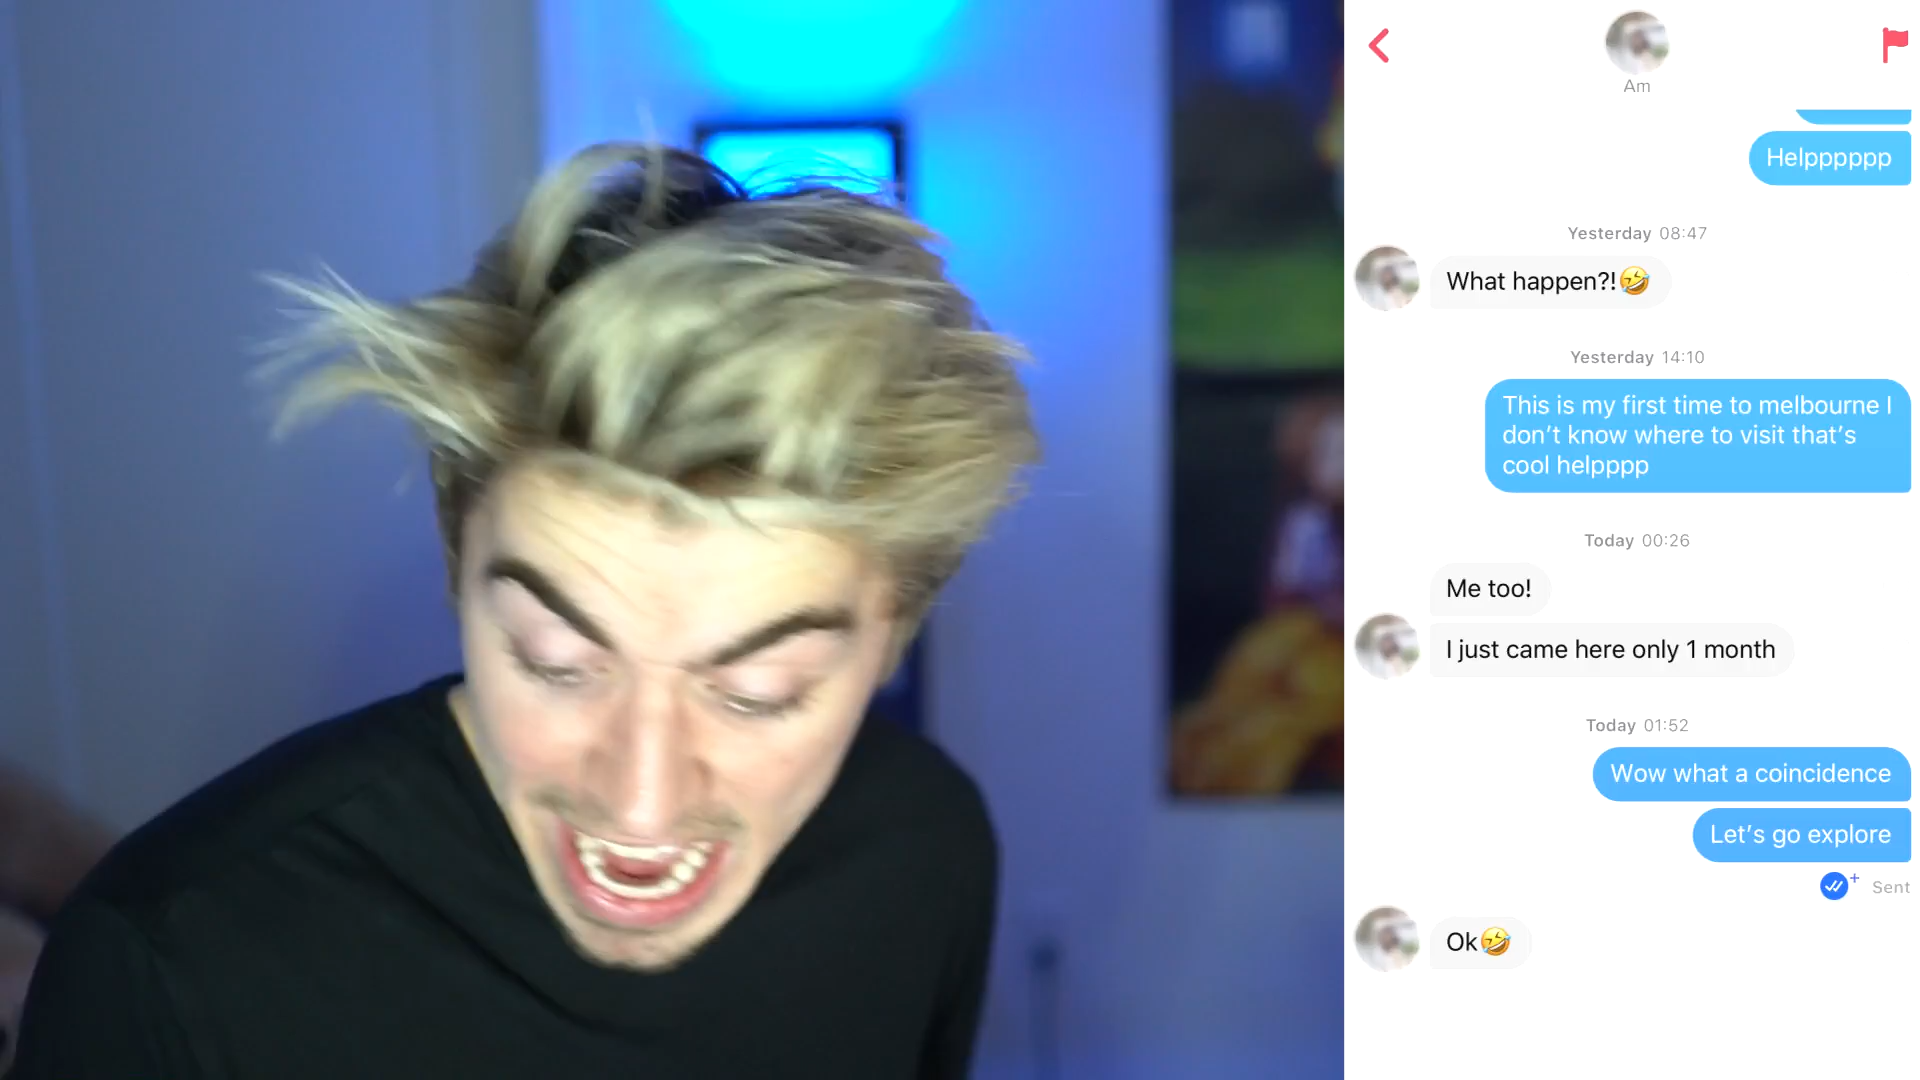 Am
Helpppppp
Yesterday 08:47
What happen?!🤣
Yesterday 14:10
This is my first time to melbourne I
don’t know where to visit that’s
cool helpppp
Today 00:26
Me too!
I just came here only 1 month
Today 01:52
Wow what a coincidence
Let’s go explore
Sent
Ok🤣